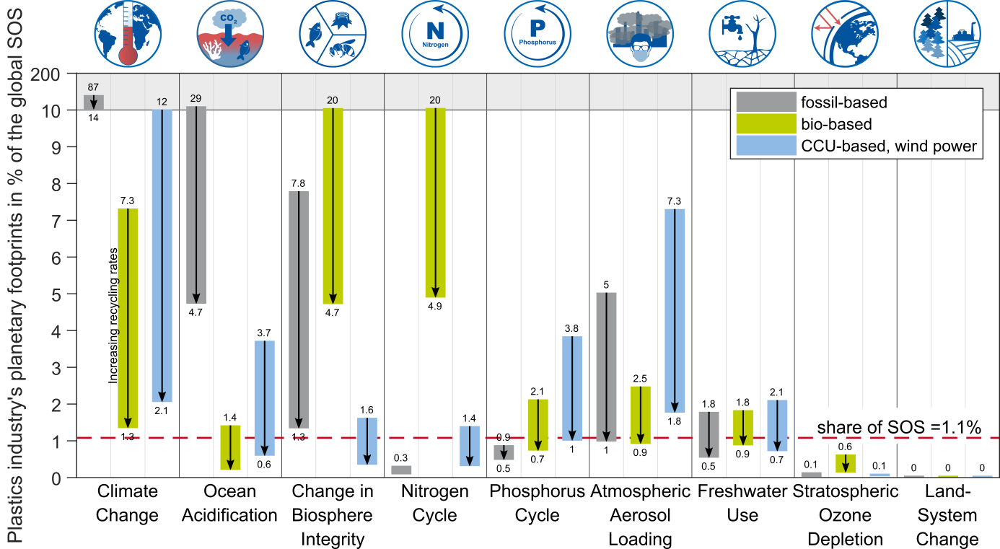 Plastics industry's planetary footprints in % of the global SOS
CO2
N
Nitrogen
P
Phosphorus
200
10
9
8
7
6
5
4
3
2
1
0
fossil-based
bio-based
CCU-based, wind power
Increasing recycling rates
87
14
7.3
1.3
12
2.1
29
4.7
1.4
3.7
0.6
7.8
1.3
20
4.7
1.6
0.3
20
4.9
1.4
0.9
0.5
2.1
0.7
3.8
1
5
1
2.5
0.9
7.3
1.8
1.8
0.5
1.8
0.9
2.1
0.7
share of SOS =1.1%
0.1
0.6
0.1
0
0
0
Climate
Change
Ocean
Acidification
Change in
Biosphere
Integrity
Nitrogen
Cycle
Phosphorus
Cycle
Atmospheric
Aerosol
Loading
Freshwater
Use
Stratospheric
Ozone
Depletion
Land-
System
Change